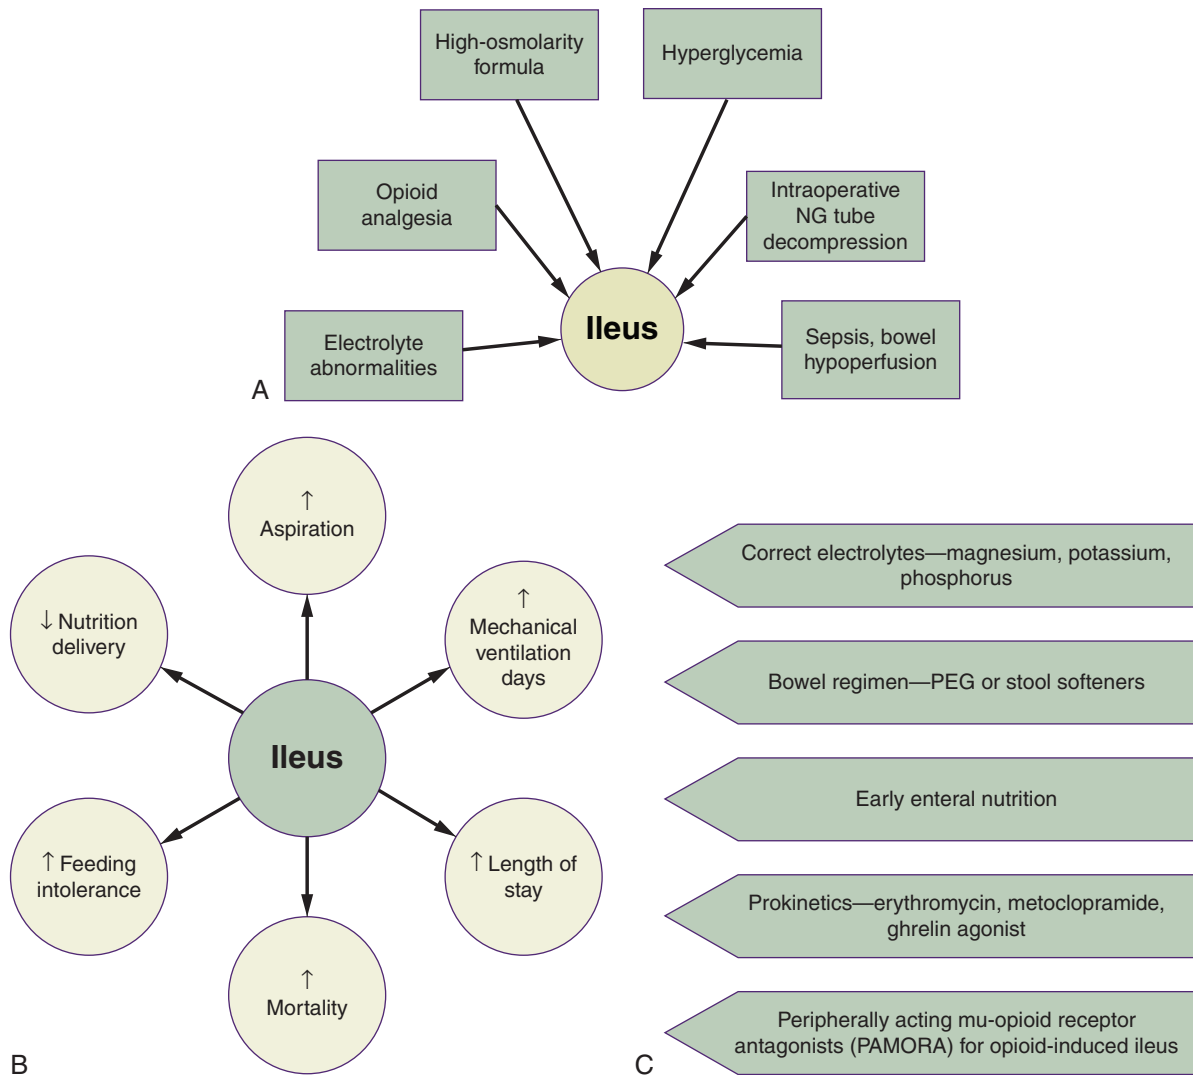 High-osmolarity
formula
Hyperglycemia
Opioid
analgesia
Intraoperative
NG tube
decompression
Ileus
Electrolyte
abnormalities
Sepsis, bowel
hypoperfusion
A
↑
Aspiration
↓ Nutrition
delivery
↑
Mechanical
ventilation
days
Ileus
↑ Feeding
intolerance
↑ Length of
stay
↑
Mortality
B
Correct electrolytes—magnesium, potassium,
phosphorus
Bowel regimen—PEG or stool softeners
Early enteral nutrition
Prokinetics—erythromycin, metoclopramide,
ghrelin agonist
Peripherally acting mu-opioid receptor
antagonists (PAMORA) for opioid-induced ileus
C